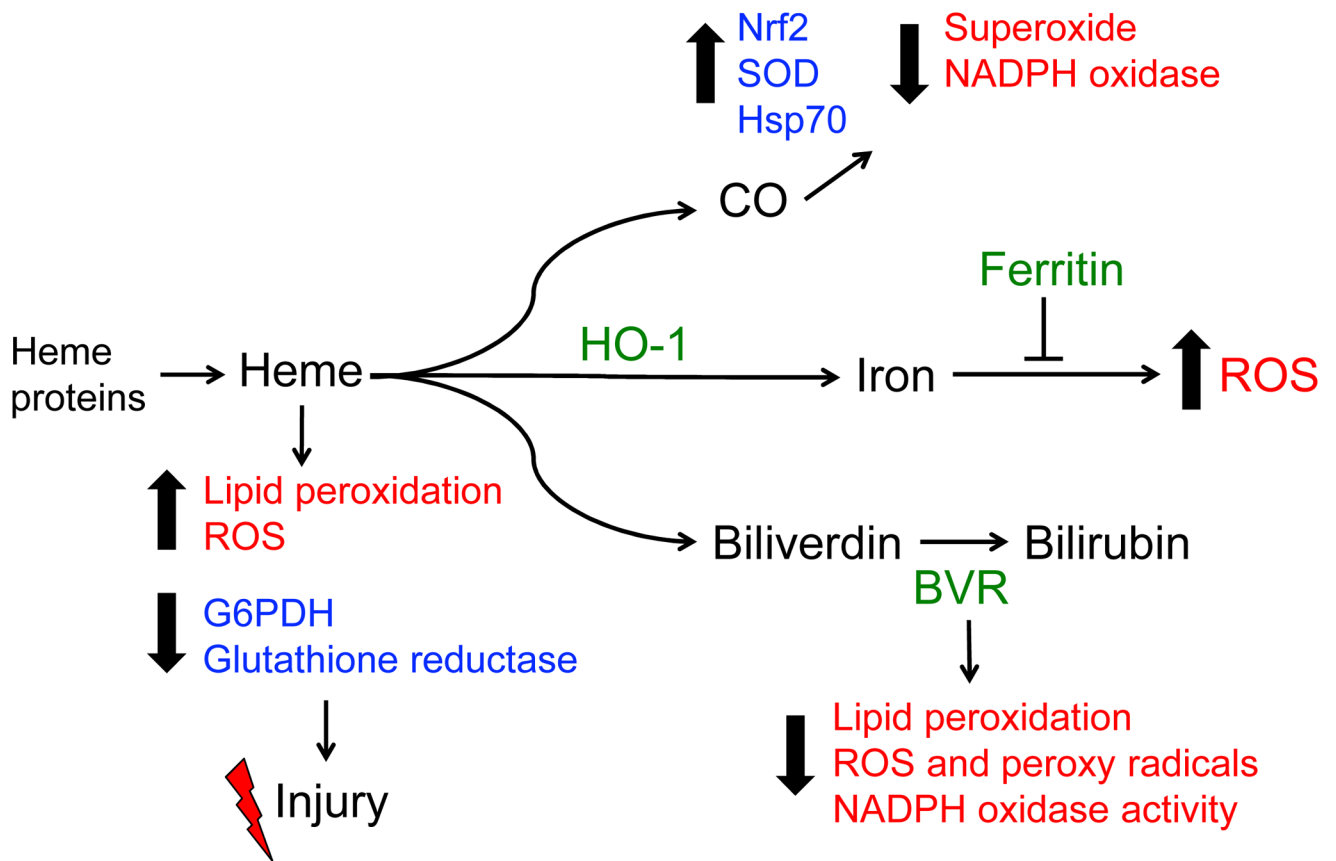 Nrf2
SOD
Hsp70
Superoxide
NADPH oxidase
CO
Ferritin
HO-1
Heme
proteins
Heme
Iron
ROS
Lipid peroxidation
ROS
G6PDH
Glutathione reductase
Injury
Biliverdin
Bilirubin
BVR
Lipid peroxidation
ROS and peroxy radicals
NADPH oxidase activity